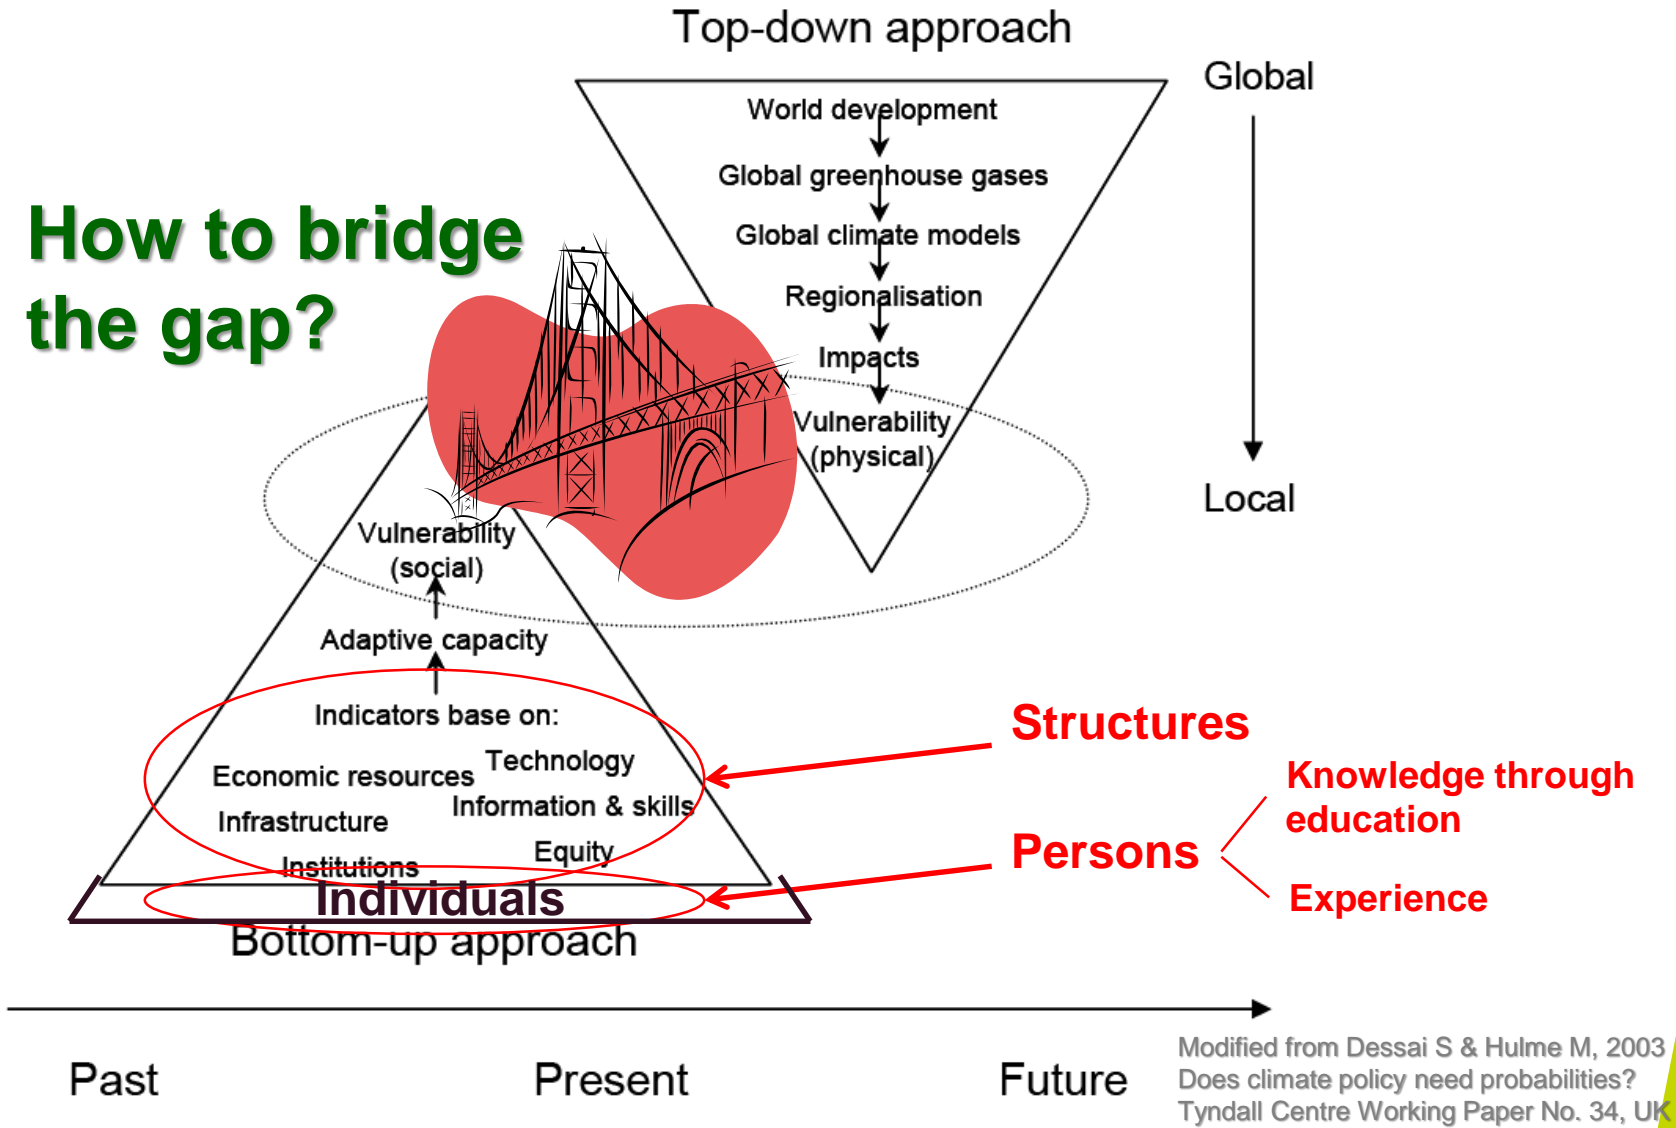 Top-down approach
Global
World development
Global greenhouse gases
Global climate models
Regionalisation
Impacts
Vulnerability
(physical)
Local
How to bridge
the gap?
Vulnerability
(social)
Adaptive capacity
Indicators base on:
Economic resources
Technology
Infrastructure
Information & skills
Institutions
Equity
Individuals
Bottom-up approach
Structures
Persons
Knowledge through
education
Experience
Past
Present
Future
Modified from Dessai S & Hulme M, 2003
Does climate policy need probabilities?
Tyndall Centre Working Paper No. 34, UK